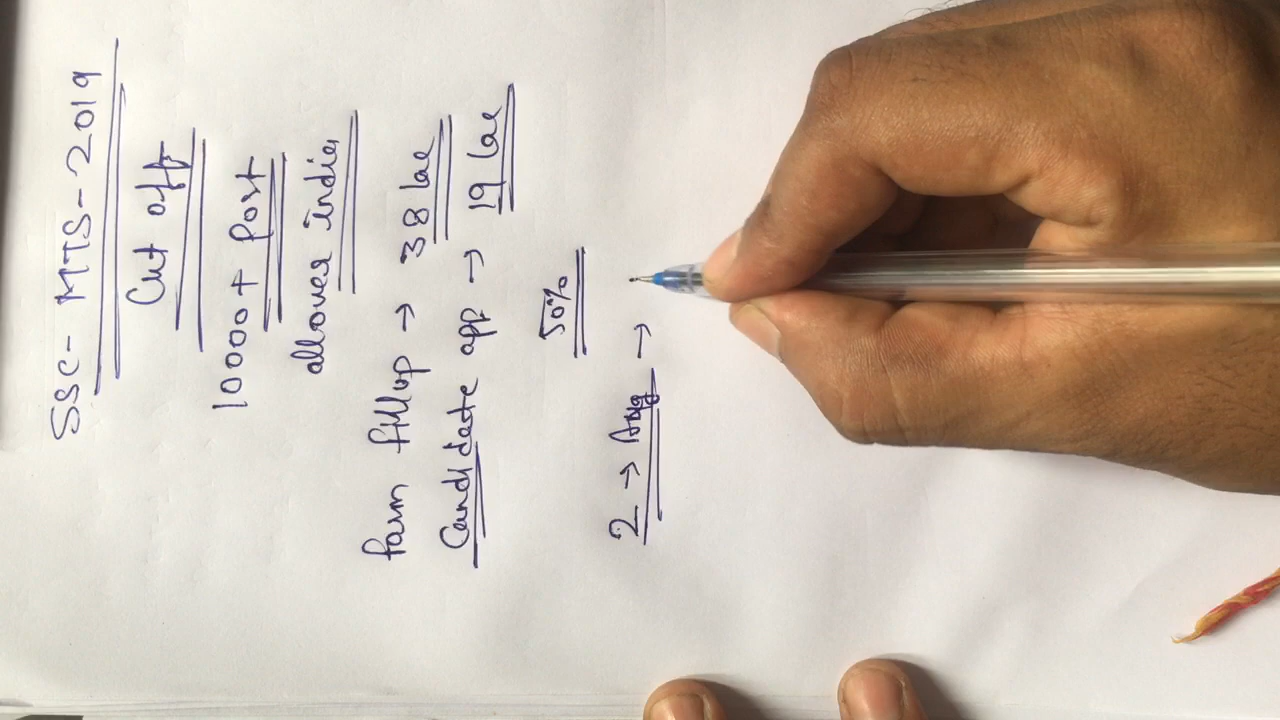 SSC- MTS-2019
Cut off
10000+ Post
allover india
Form fillup → 38 lac
Candidate app → 19 lac
50%
2 → Aug →